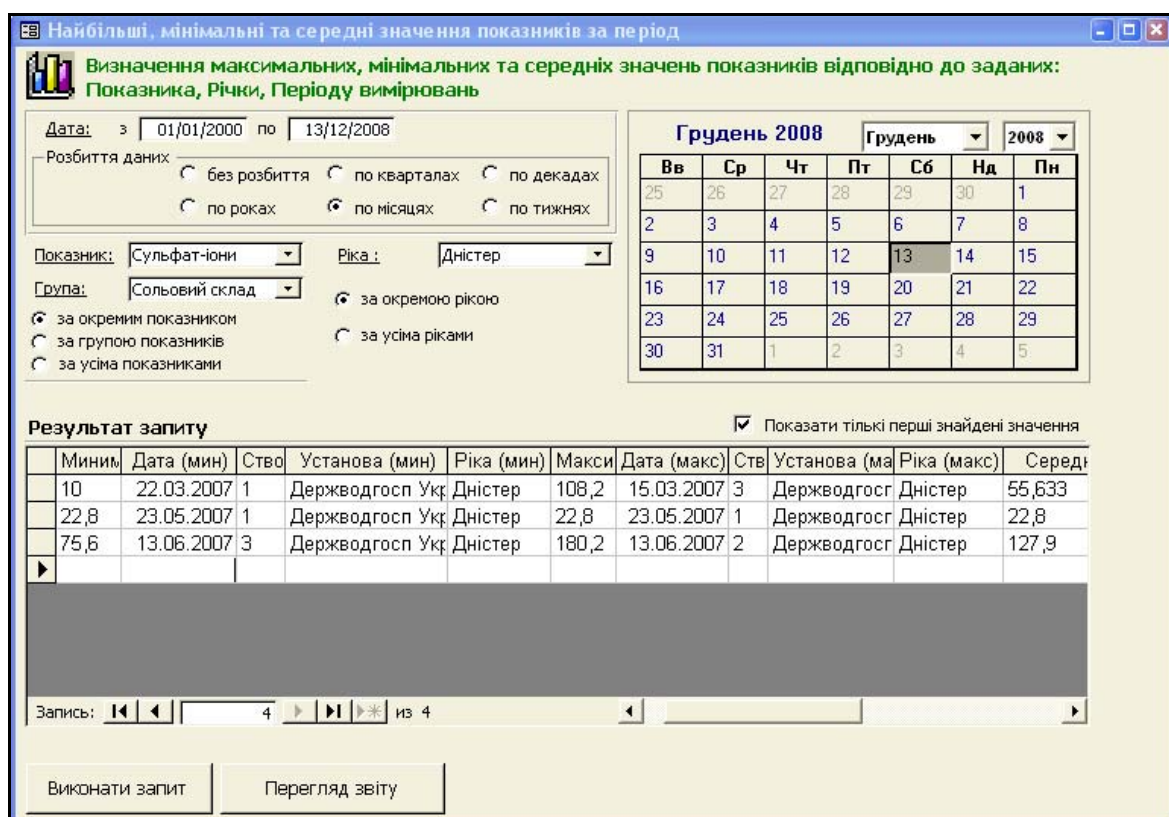 Найбільші, мінімальні та середні значення показників за період
Визначення максимальних, мінімальних та середніх значень показників відповідно до заданих:
Показника, Річки, Періоду вимірювань
Дата: з 01/01/2000 по 13/12/2008
Розбиття даних
без розбиття по кварталах по декадах
по роках по місяцях по тижнях
Показник: Сульфат-іони Ріка : Дністер
Група: Сольовий склад
за окремою рікою
за окремим показником
за усіма ріками
за групою показників
за усіма показниками
Грудень 2008 Грудень 2008
Вв Ср Чт Пт Сб Нд Пн
25 26 27 28 29 30 1
2 3 4 5 6 7 8
9 10 11 12 13 14 15
16 17 18 19 20 21 22
23 24 25 26 27 28 29
30 31 1 2 3 4 5
Результат запиту Показати тількі перші знайдені значення
Миним Дата (мин) Ство Установа (мин) Ріка (мин) Макси Дата (макс) Ств Установа (ма Ріка (макс) Середн
10 22.03.2007 1 Держводгосп Укр Дністер 108,2 15.03.2007 3 Держводгосп Дністер 55,633
22,8 23.05.2007 1 Держводгосп Укр Дністер 22,8 23.05.2007 1 Держводгосп Дністер 22,8
75,6 13.06.2007 3 Держводгосп Укр Дністер 180,2 13.06.2007 2 Держводгосп Дністер 127,9
Запись: 4 из 4
Виконати запит Перегляд звіту